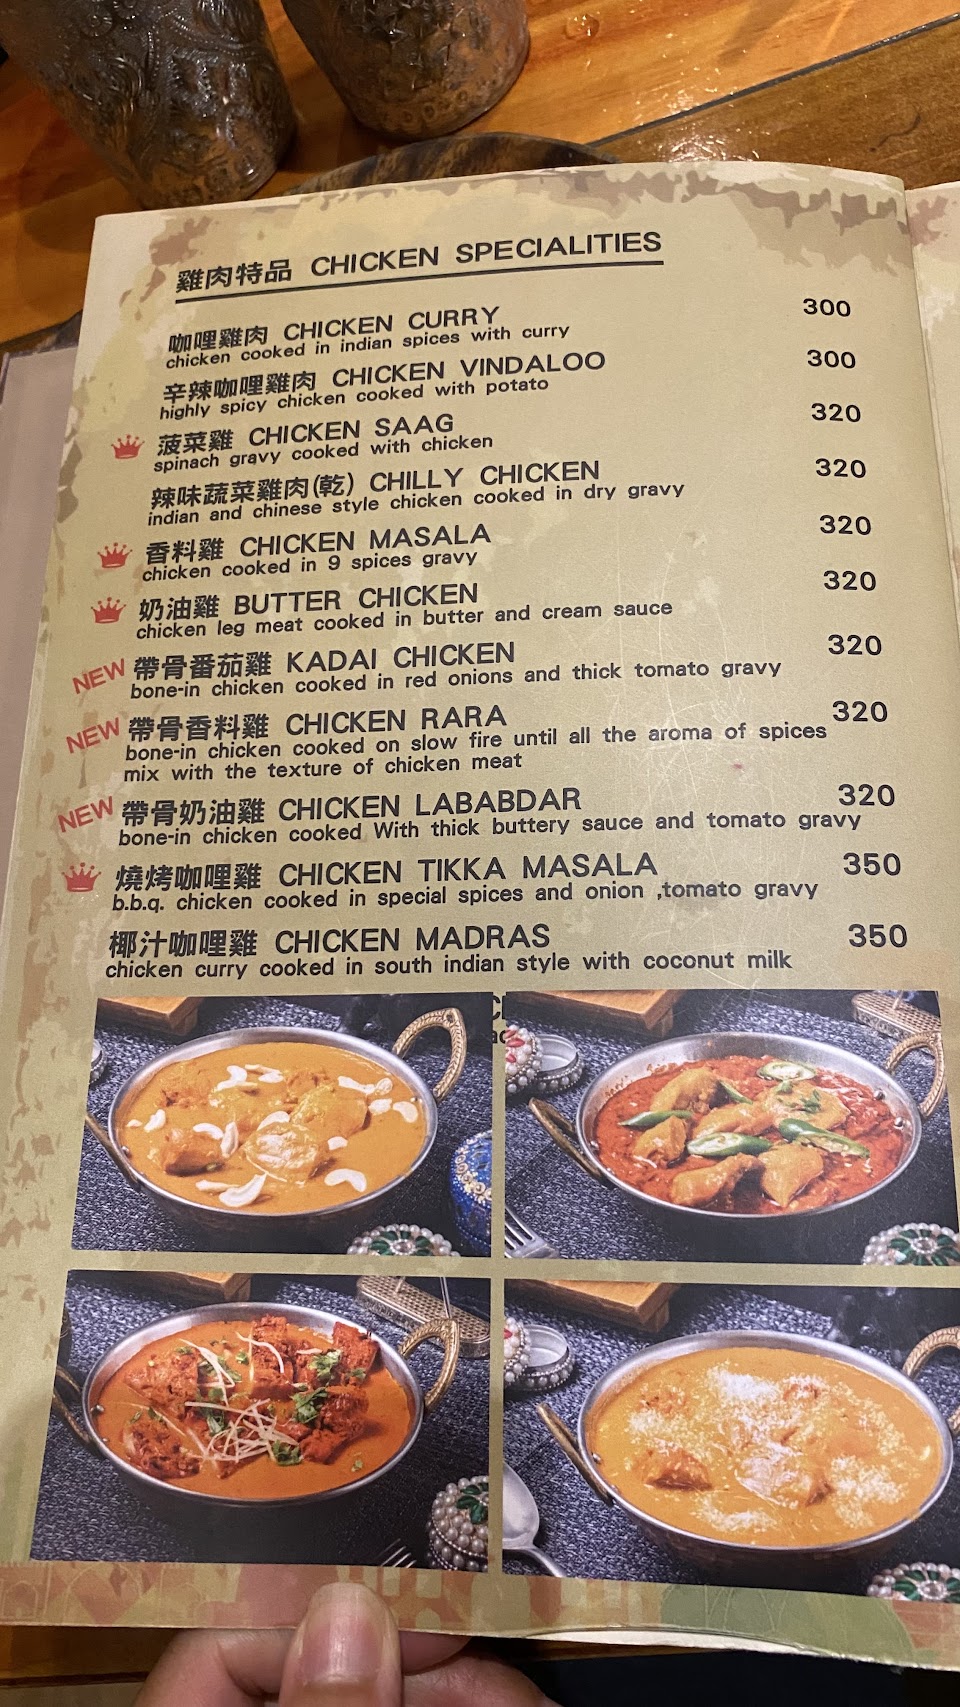 雞肉特品 CHICKEN SPECIALITIES
咖哩雞肉 CHICKEN CURRY 300
chicken cooked in indian spices with curry
辛辣咖哩雞肉 CHICKEN VINDALOO 300
highly spicy chicken cooked with potato
菠菜雞 CHICKEN SAAG 320
spinach gravy cooked with chicken
辣味蔬菜雞肉(乾) CHILLY CHICKEN 320
indian and chinese style chicken cooked in dry gravy
香料雞 CHICKEN MASALA 320
chicken cooked in 9 spices gravy
奶油雞 BUTTER CHICKEN 320
chicken leg meat cooked in butter and cream sauce
NEW 帶骨番茄雞 KADAI CHICKEN 320
bone-in chicken cooked in red onions and thick tomato gravy
NEW 帶骨香料雞 CHICKEN RARA 320
bone-in chicken cooked on slow fire until all the aroma of spices
mix with the texture of chicken meat
NEW 帶骨奶油雞 CHICKEN LABABDAR 320
bone-in chicken cooked With thick buttery sauce and tomato gravy
燒烤咖哩雞 CHICKEN TIKKA MASALA 350
b.b.q. chicken cooked in special spices and onion ,tomato gravy
椰汁咖哩雞 CHICKEN MADRAS 350
chicken curry cooked in south indian style with coconut milk